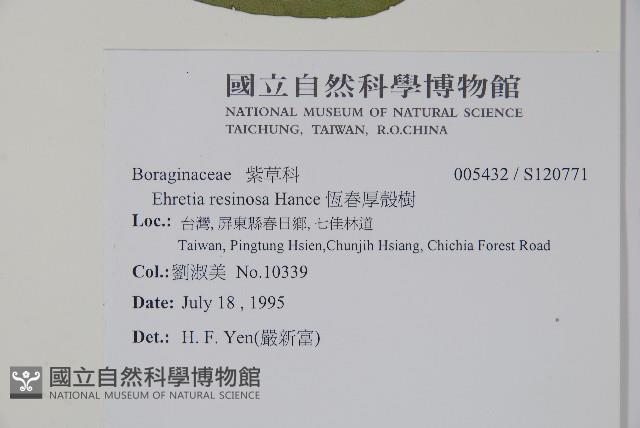 國立自然科學博物館
NATIONAL MUSEUM OF NATURAL SCIENCE
TAICHUNG, TAIWAN, R.O.CHINA
Boraginaceae 紫草科 005432 / S120771
Ehretia resinosa Hance 恆春厚殼樹
Loc.: 台灣, 屏東縣春日鄉, 七佳林道
Taiwan, Pingtung Hsien,Chunjih Hsiang, Chichia Forest Road
Col.:劉淑美 No.10339
Date: July 18 , 1995
Det.: H. F. Yen(嚴新富)
國立自然科學博物館
NATIONAL MUSEUM OF NATURAL SCIENCE